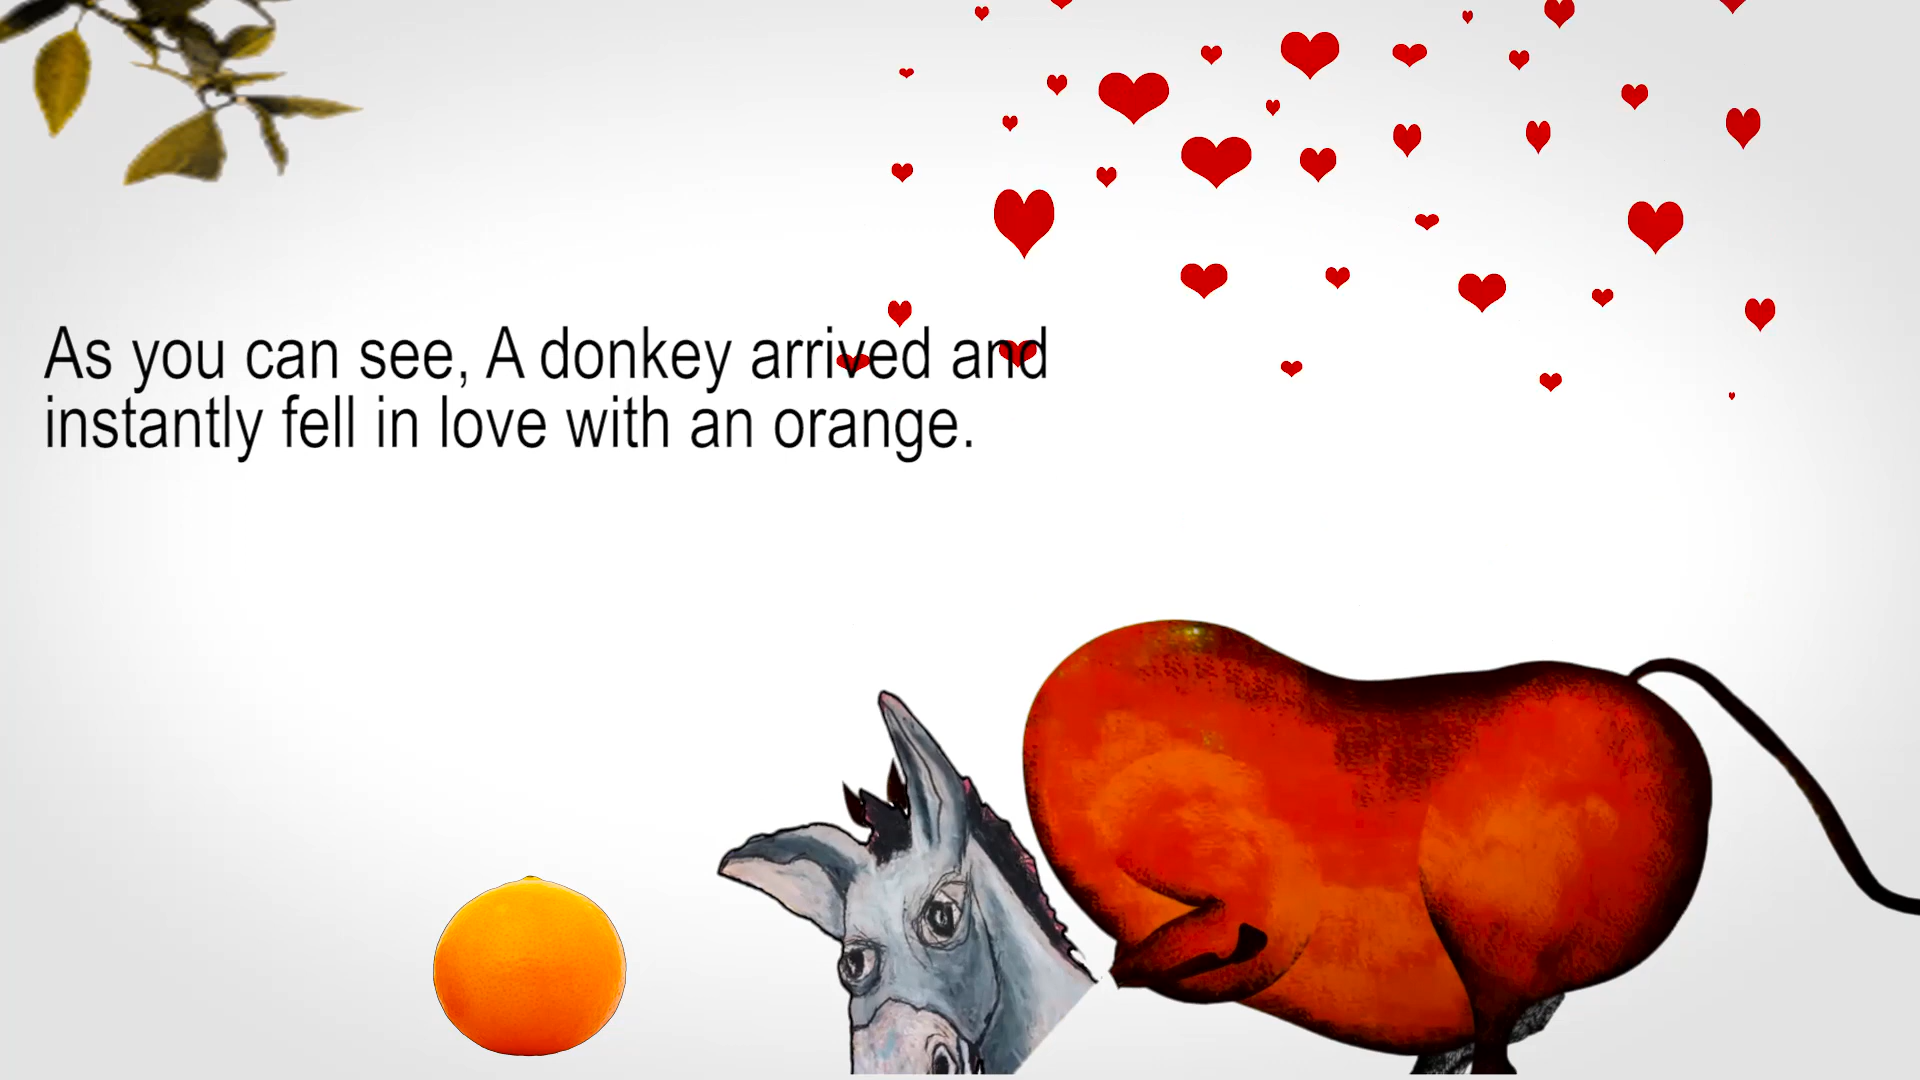 As you can see, A donkey arrived and
instantly fell in love with an orange.